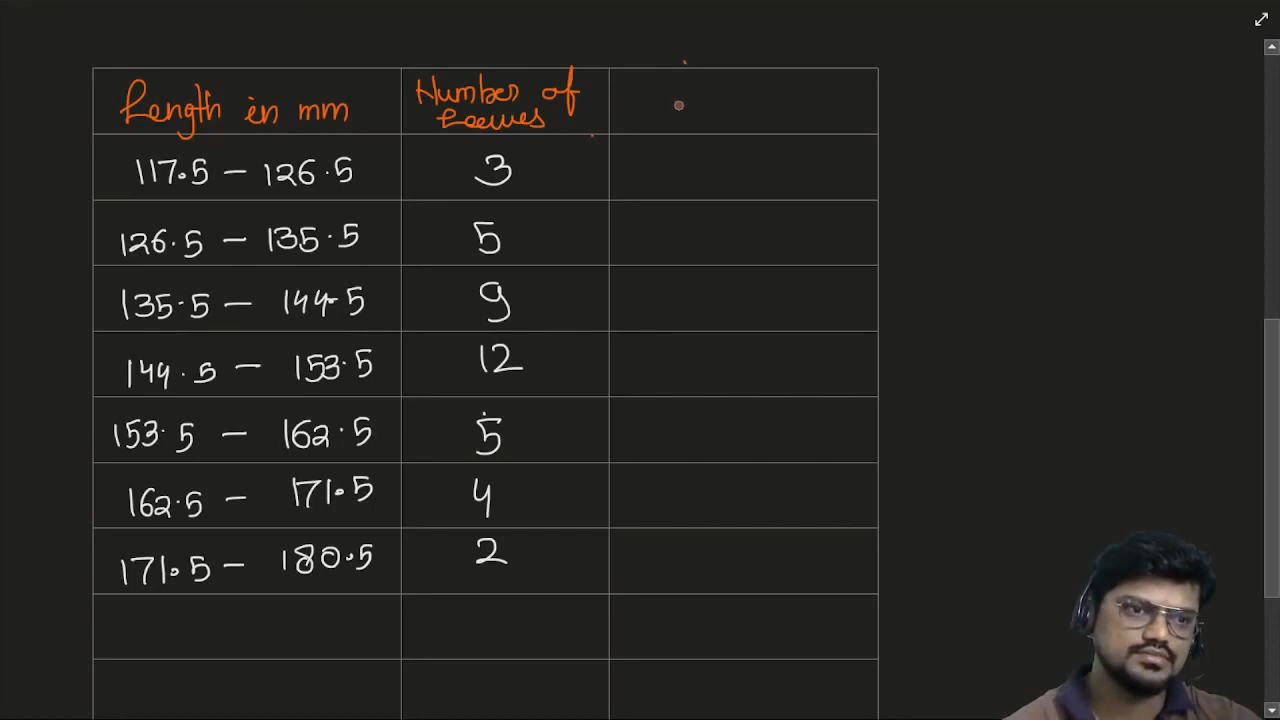 Length in mm
Number of
Leeves
117.5 - 126.5 3
126.5 - 135.5 5
135.5 - 144.5 9
144.5 - 153.5 12
153.5 - 162.5 5
162.5 - 171.5 4
171.5 - 180.5 2